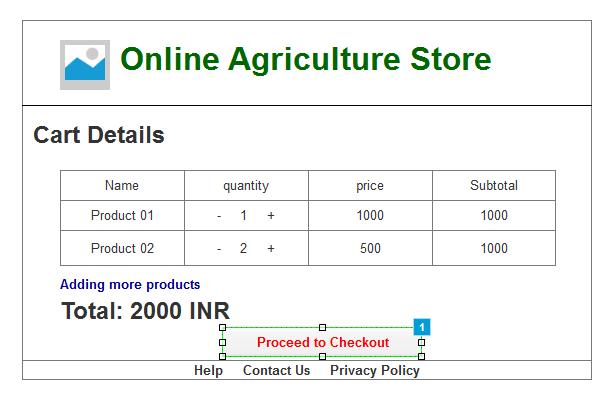 Online Agriculture Store
Cart Details
Name quantity price Subtotal
Product 01 - 1 + 1000 1000
Product 02 - 2 + 500 1000
Adding more products
Total: 2000 INR
1
Proceed to Checkout
Help Contact Us Privacy Policy